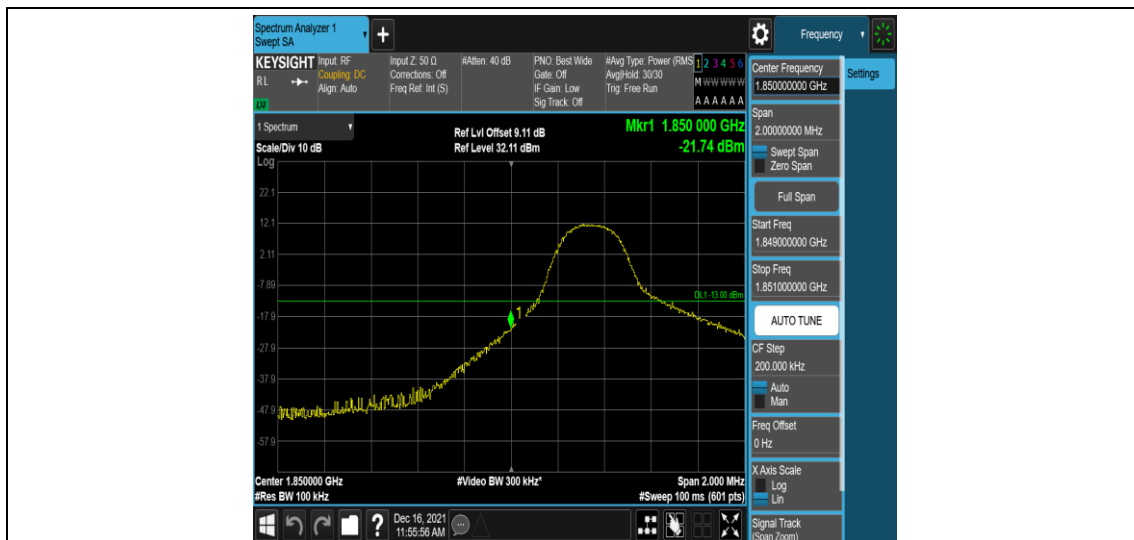 Spectrum Analyzer 1
Swept SA
+
Frequency
KEYSIGHT
RL
LXI
Input: RF
Coupling: DC
Align: Auto
Input Z: 50 Ω
Corrections: Off
Freq Ref: Int (S)
#Atten: 40 dB
PNO: Best Wide
Gate: Off
IF Gain: Low
Sig Track: Off
#Avg Type: Power (RMS
Avg|Hold: 30/30
Trig: Free Run
1 2 3 4 5 6
M W W W W W
A A A A A A
1 Spectrum
Scale/Div 10 dB
Ref Lvl Offset 9.11 dB
Ref Level 32.11 dBm
Mkr1 1.850 000 GHz
-21.74 dBm
Log
22.1
12.1
2.11
-7.89
DL1 -13.00 dBm
1
-17.9
-27.9
-37.9
-47.9
-57.9
Center 1.85000 GHz
#Res BW 100 kHz
#Video BW 300 kHz*
Span 2.000 MHz
#Sweep 100 ms (601 pts)
?
Dec 16, 2021
11:55:56 AM
Center Frequency
1.850000000 GHz
Settings
Span
2.00000000 MHz
Swept Span
Zero Span
Full Span
Start Freq
1.849000000 GHz
Stop Freq
1.851000000 GHz
AUTO TUNE
CF Step
200.000 kHz
Auto
Man
Freq Offset
0 Hz
X Axis Scale
Log
Lin
Signal Track
(Span Zoom)